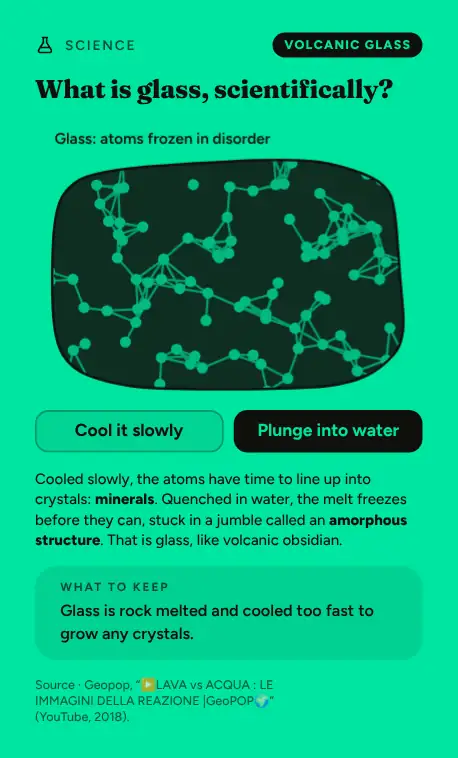 SCIENCE
VOLCANIC GLASS
What is glass, scientifically?
Glass: atoms frozen in disorder
Cool it slowly
Plunge into water
Cooled slowly, the atoms have time to line up into
crystals: minerals. Quenched in water, the melt freezes
before they can, stuck in a jumble called an amorphous
structure. That is glass, like volcanic obsidian.
WHAT TO KEEP
Glass is rock melted and cooled too fast to
grow any crystals.
Source · Geopop, "▶️LAVA vs ACQUA : LE
IMMAGINI DELLA REAZIONE |GeoPOP🌍"
(YouTube, 2018).